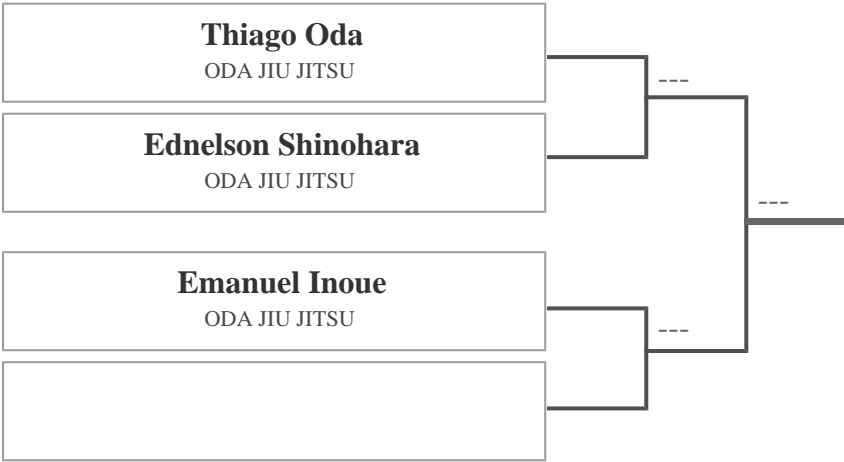 Thiago Oda
ODA JIU JITSU
---
Ednelson Shinohara
ODA JIU JITSU
---
Emanuel Inoue
ODA JIU JITSU
---